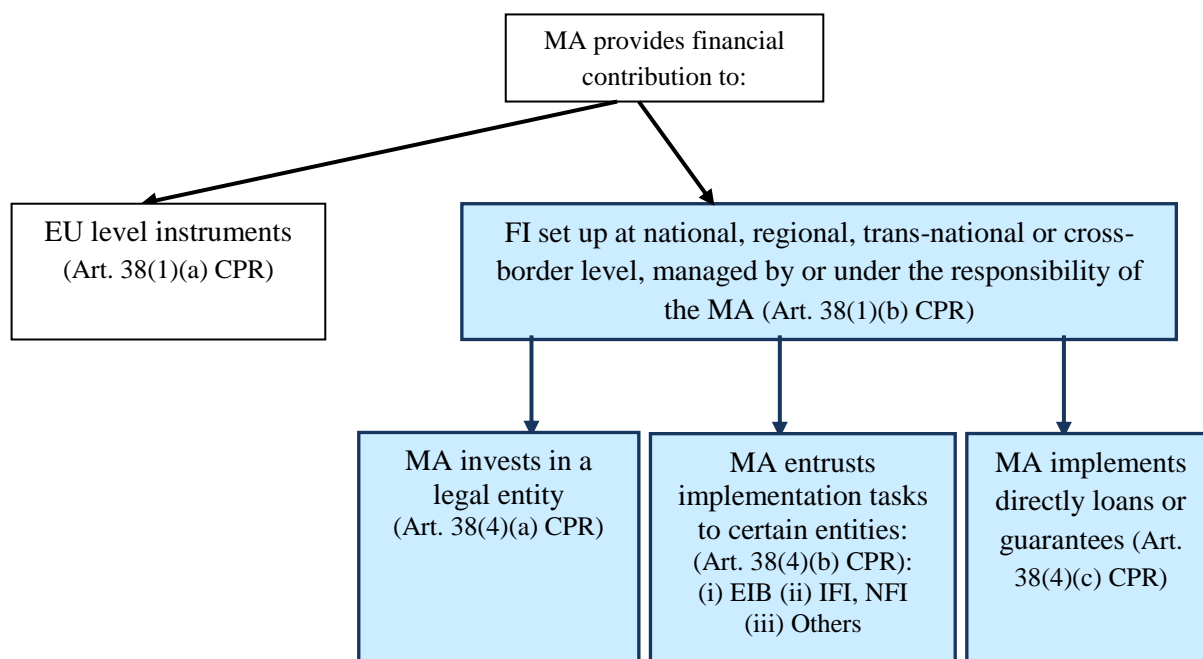 MA provides financial
contribution to:
EU level instruments
(Art. 38(1)(a) CPR)
FI set up at national, regional, trans-national or cross-
border level, managed by or under the responsibility of
the MA (Art. 38(1)(b) CPR)
MA invests in a
legal entity
(Art. 38(4)(a) CPR)
MA entrusts
implementation tasks
to certain entities:
(Art. 38(4)(b) CPR):
(i) EIB (ii) IFI, NFI
(iii) Others
MA implements
directly loans or
guarantees (Art.
38(4)(c) CPR)